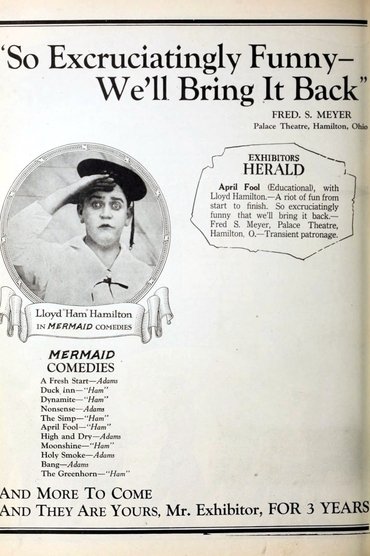 “So Excruciatingly Funny—
We’ll Bring It Back”
FRED. S. MEYER
Palace Theatre, Hamilton, Ohio
EXHIBITORS
HERALD
April Fool (Educational), with
Lloyd Hamilton.—A riot of fun from
start to finish. So excruciatingly
funny that we’ll bring it back.—
Fred S. Meyer, Palace Theatre,
Hamilton, O.—Transient patronage.
Lloyd "Ham" Hamilton
IN MERMAID COMEDIES
MERMAID
COMEDIES
A Fresh Start—Adams
Duck inn—“Ham”
Dynamite—“Ham”
Nonsense—Adams
The Simp—“Ham”
April Fool—“Ham”
High and Dry—Adams
Moonshine—“Ham”
Holy Smoke—Adams
Bang—Adams
The Greenhorn—“Ham”
AND MORE TO COME
AND THEY ARE YOURS, Mr. Exhibitor, FOR 3 YEARS